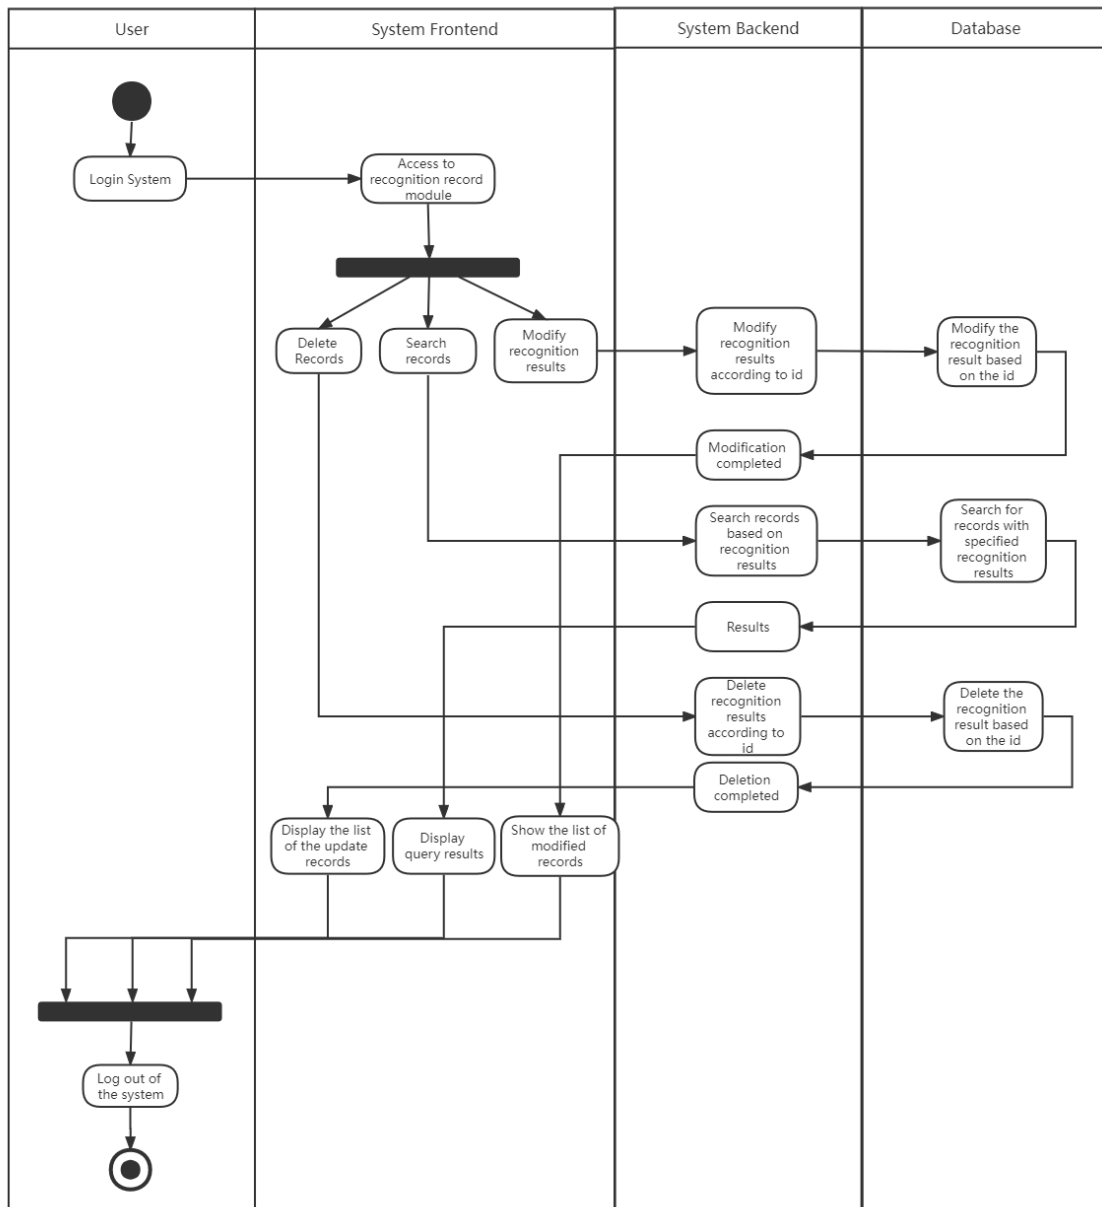 User
System Frontend
System Backend
Database
Login System
Access to
recognition record
module
Delete
Records
Search
records
Modify
recognition
results
Modify
recognition
results
according to id
Modify the
recognition
result based
on the id
Modification
completed
Search records
based on
recognition
results
Search for
records with
specified
recognition
results
Results
Delete
recognition
results
according to
id
Delete the
recognition
result based
on the id
Deletion
completed
Display the list
of the update
records
Display
query results
Show the list of
modified
records
Log out of
the system